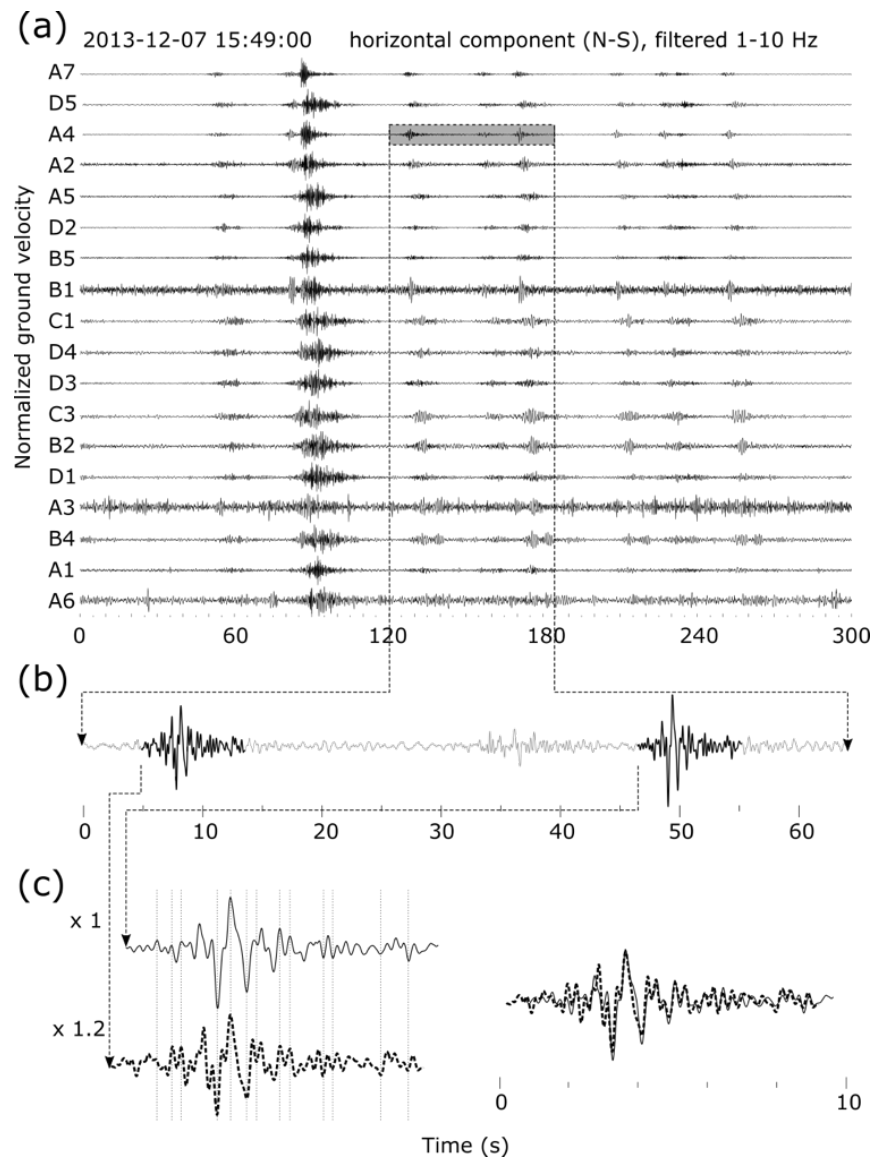 (a)
2013-12-07 15:49:00 horizontal component (N-S), filtered 1-10 Hz
Normalized ground velocity
A7
D5
A4
A2
A5
D2
B5
B1
C1
D4
D3
C3
B2
D1
A3
B4
A1
A6
0 60 90 120 180 240 300
(b)
0 10 20 30 40 50 60
(c)
x 1
x 1.2
0 10
Time (s)